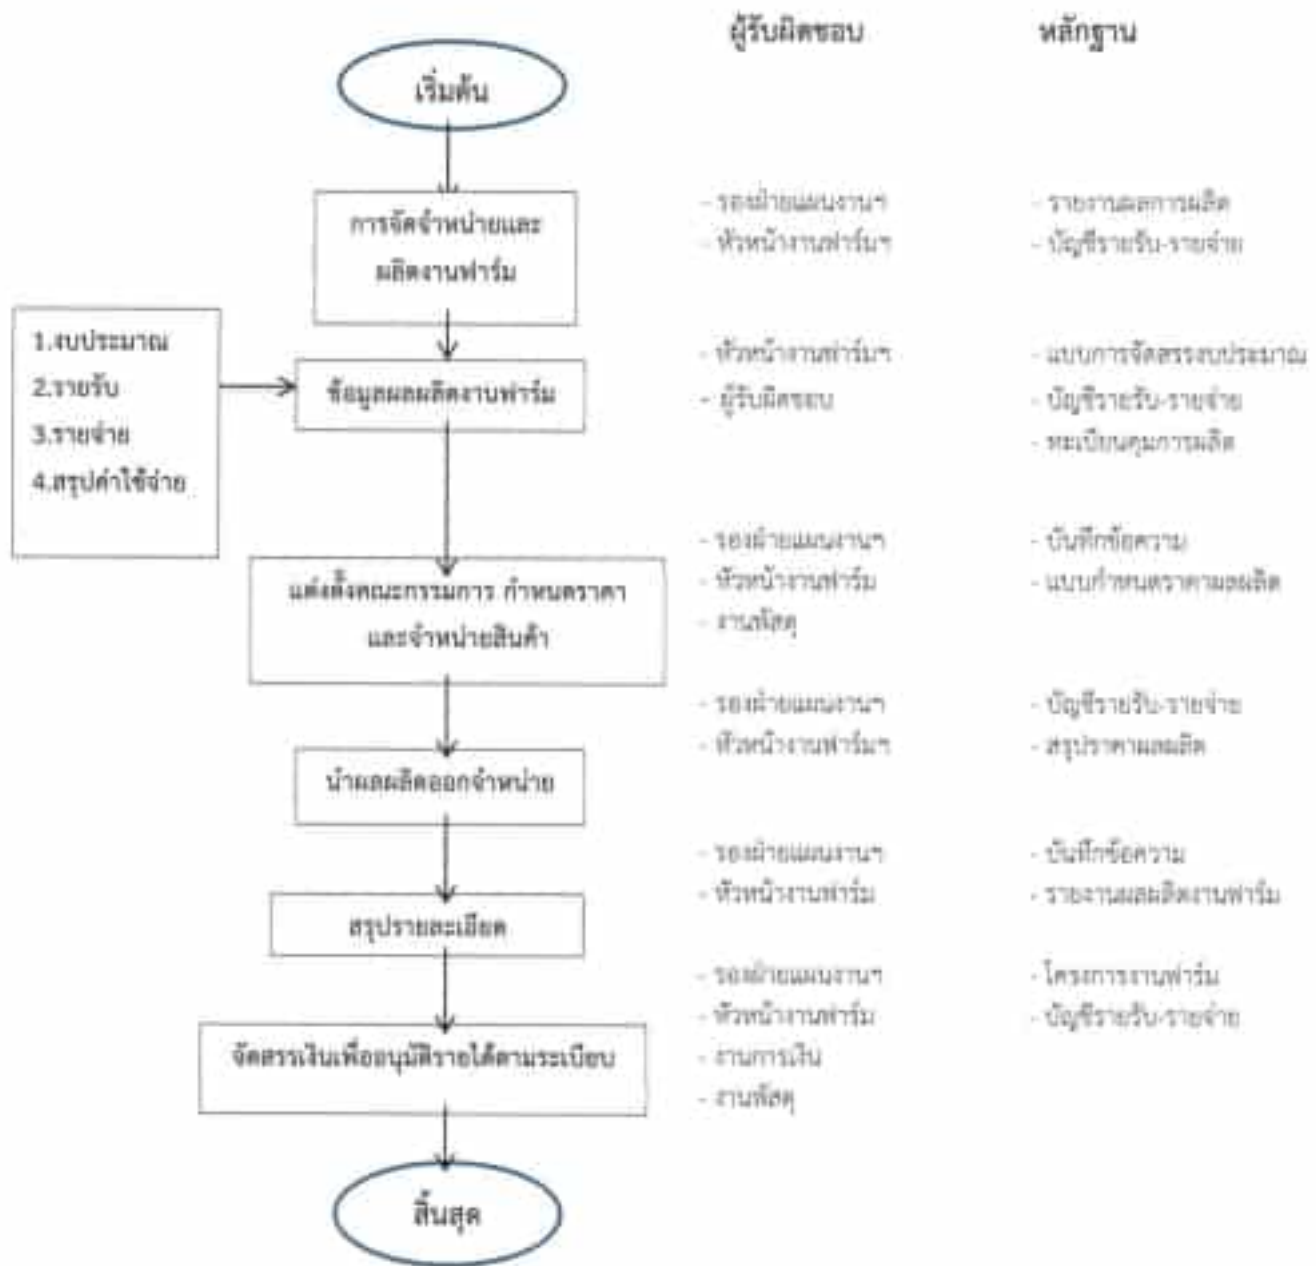 ผู้รับผิดชอบ หลักฐาน
เริ่มต้น
การจัดจำหน่ายและ
ผลิตงานฟาร์ม
- รองฝ่ายแผนงานฯ
- หัวหน้างานฟาร์มฯ
- รายงานผลการผลิต
- บัญชีรายรับ-รายจ่าย
1.งบประมาณ
2.รายรับ
3.รายจ่าย
4.สรุปค่าใช้จ่าย
ข้อมูลผลผลิตงานฟาร์ม
- หัวหน้างานฟาร์มฯ
- ผู้รับผิดชอบ
- แบบการจัดสรรงบประมาณ
- บัญชีรายรับ-รายจ่าย
- ทะเบียนคุมการผลิต
แต่งตั้งคณะกรรมการ กำหนดราคา
และจำหน่ายสินค้า
- รองฝ่ายแผนงานฯ
- หัวหน้างานฟาร์ม
- งานพัสดุ
- บันทึกข้อความ
- แบบกำหนดราคาผลผลิต
นำผลผลิตออกจำหน่าย
- รองฝ่ายแผนงานฯ
- หัวหน้างานฟาร์มฯ
- บัญชีรายรับ-รายจ่าย
- สรุปราคาผลผลิต
สรุปรายละเอียด
- รองฝ่ายแผนงานฯ
- หัวหน้างานฟาร์ม
- บันทึกข้อความ
- รายงานผลผลิตงานฟาร์ม
จัดสรรเงินเพื่ออนุมัติรายได้ตามระเบียบ
- รองฝ่ายแผนงานฯ
- หัวหน้างานฟาร์ม
- งานการเงิน
- งานพัสดุ
- โครงการงานฟาร์ม
- บัญชีรายรับ-รายจ่าย
สิ้นสุด